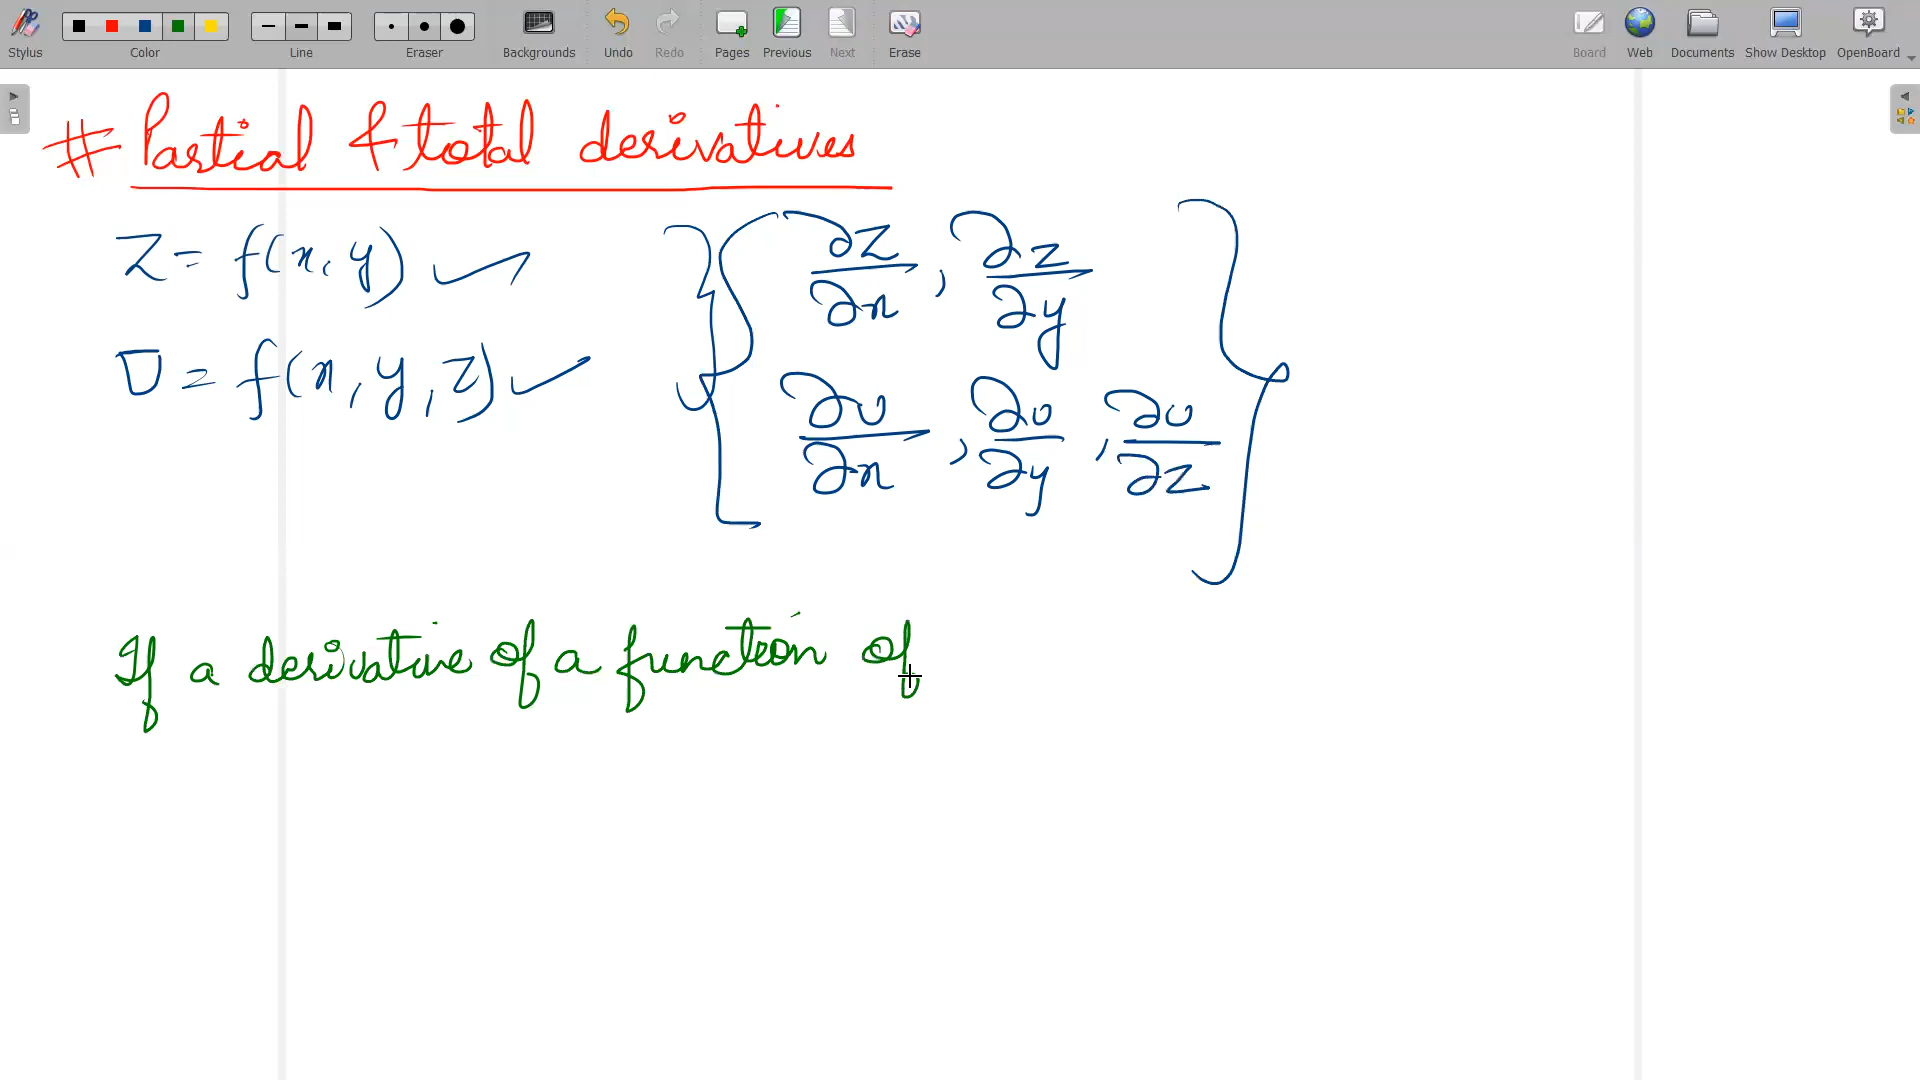 Stylus Color Line Eraser Backgrounds Undo Redo Pages Previous Next Erase Board Web Documents Show Desktop OpenBoard
# Partial & total derivatives
Z = f(x, y) ✓ } { ∂Z/∂x , ∂z/∂y }
U = f(x, y, z) ✓ ∂u/∂x , ∂u/∂y , ∂u/∂z
If a derivative of a function of